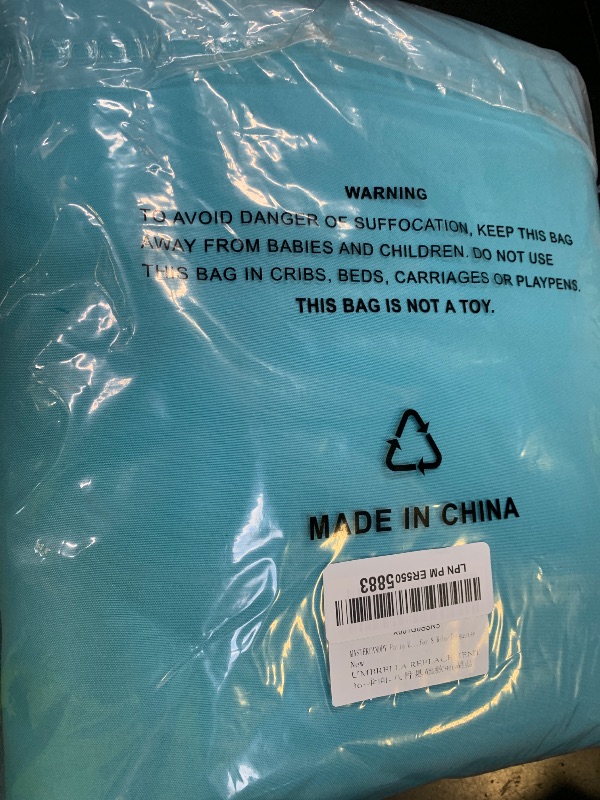 WARNING
TO AVOID DANGER OF SUFFOCATION, KEEP THIS BAG
AWAY FROM BABIES AND CHILDREN. DO NOT USE
THIS BAG IN CRIBS, BEDS, CARRIAGES OR PLAYPENS.
THIS BAG IS NOT A TOY.
MADE IN CHINA
LPN PM ER5505883
New
UMBRELLA REPLACEMENT